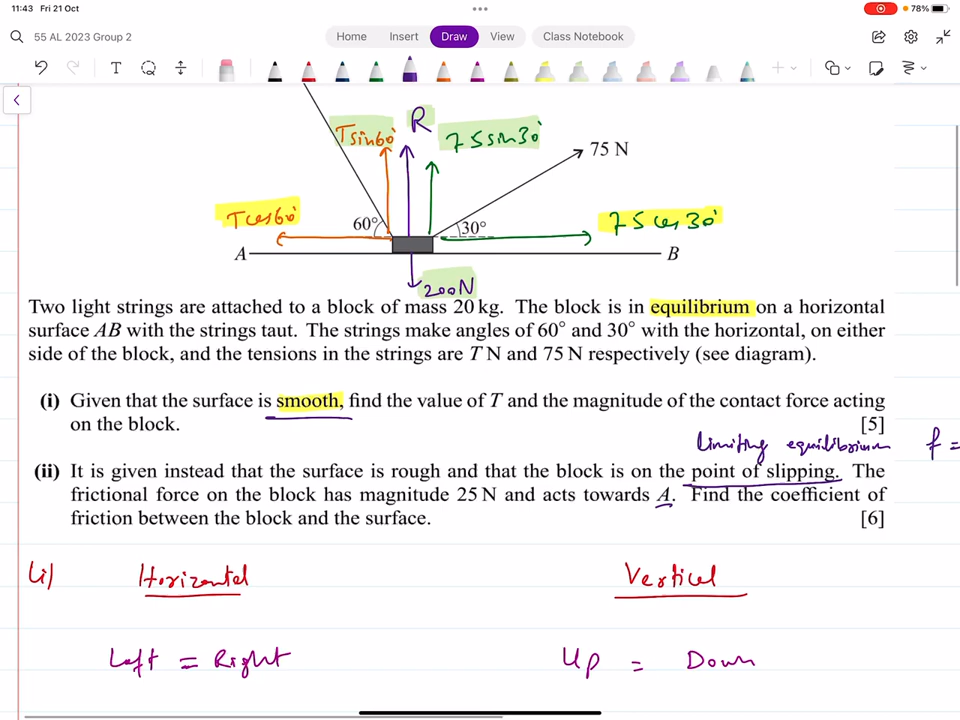 11:43 Fri 21 Oct
78%
55 AL 2023 Group 2
Home Insert Draw View Class Notebook
T
R
T sin60°
75 sin30°
75 N
T cos60°
60°
30°
75 cos30°
A
B
200N
Two light strings are attached to a block of mass 20 kg. The block is in equilibrium on a horizontal
surface AB with the strings taut. The strings make angles of 60° and 30° with the horizontal, on either
side of the block, and the tensions in the strings are T N and 75 N respectively (see diagram).
(i) Given that the surface is smooth, find the value of T and the magnitude of the contact force acting
on the block. [5]
limiting equilibrium f =
(ii) It is given instead that the surface is rough and that the block is on the point of slipping. The
frictional force on the block has magnitude 25 N and acts towards A. Find the coefficient of
friction between the block and the surface. [6]
(i) Horizontal Vertical
Left = Right Up = Down